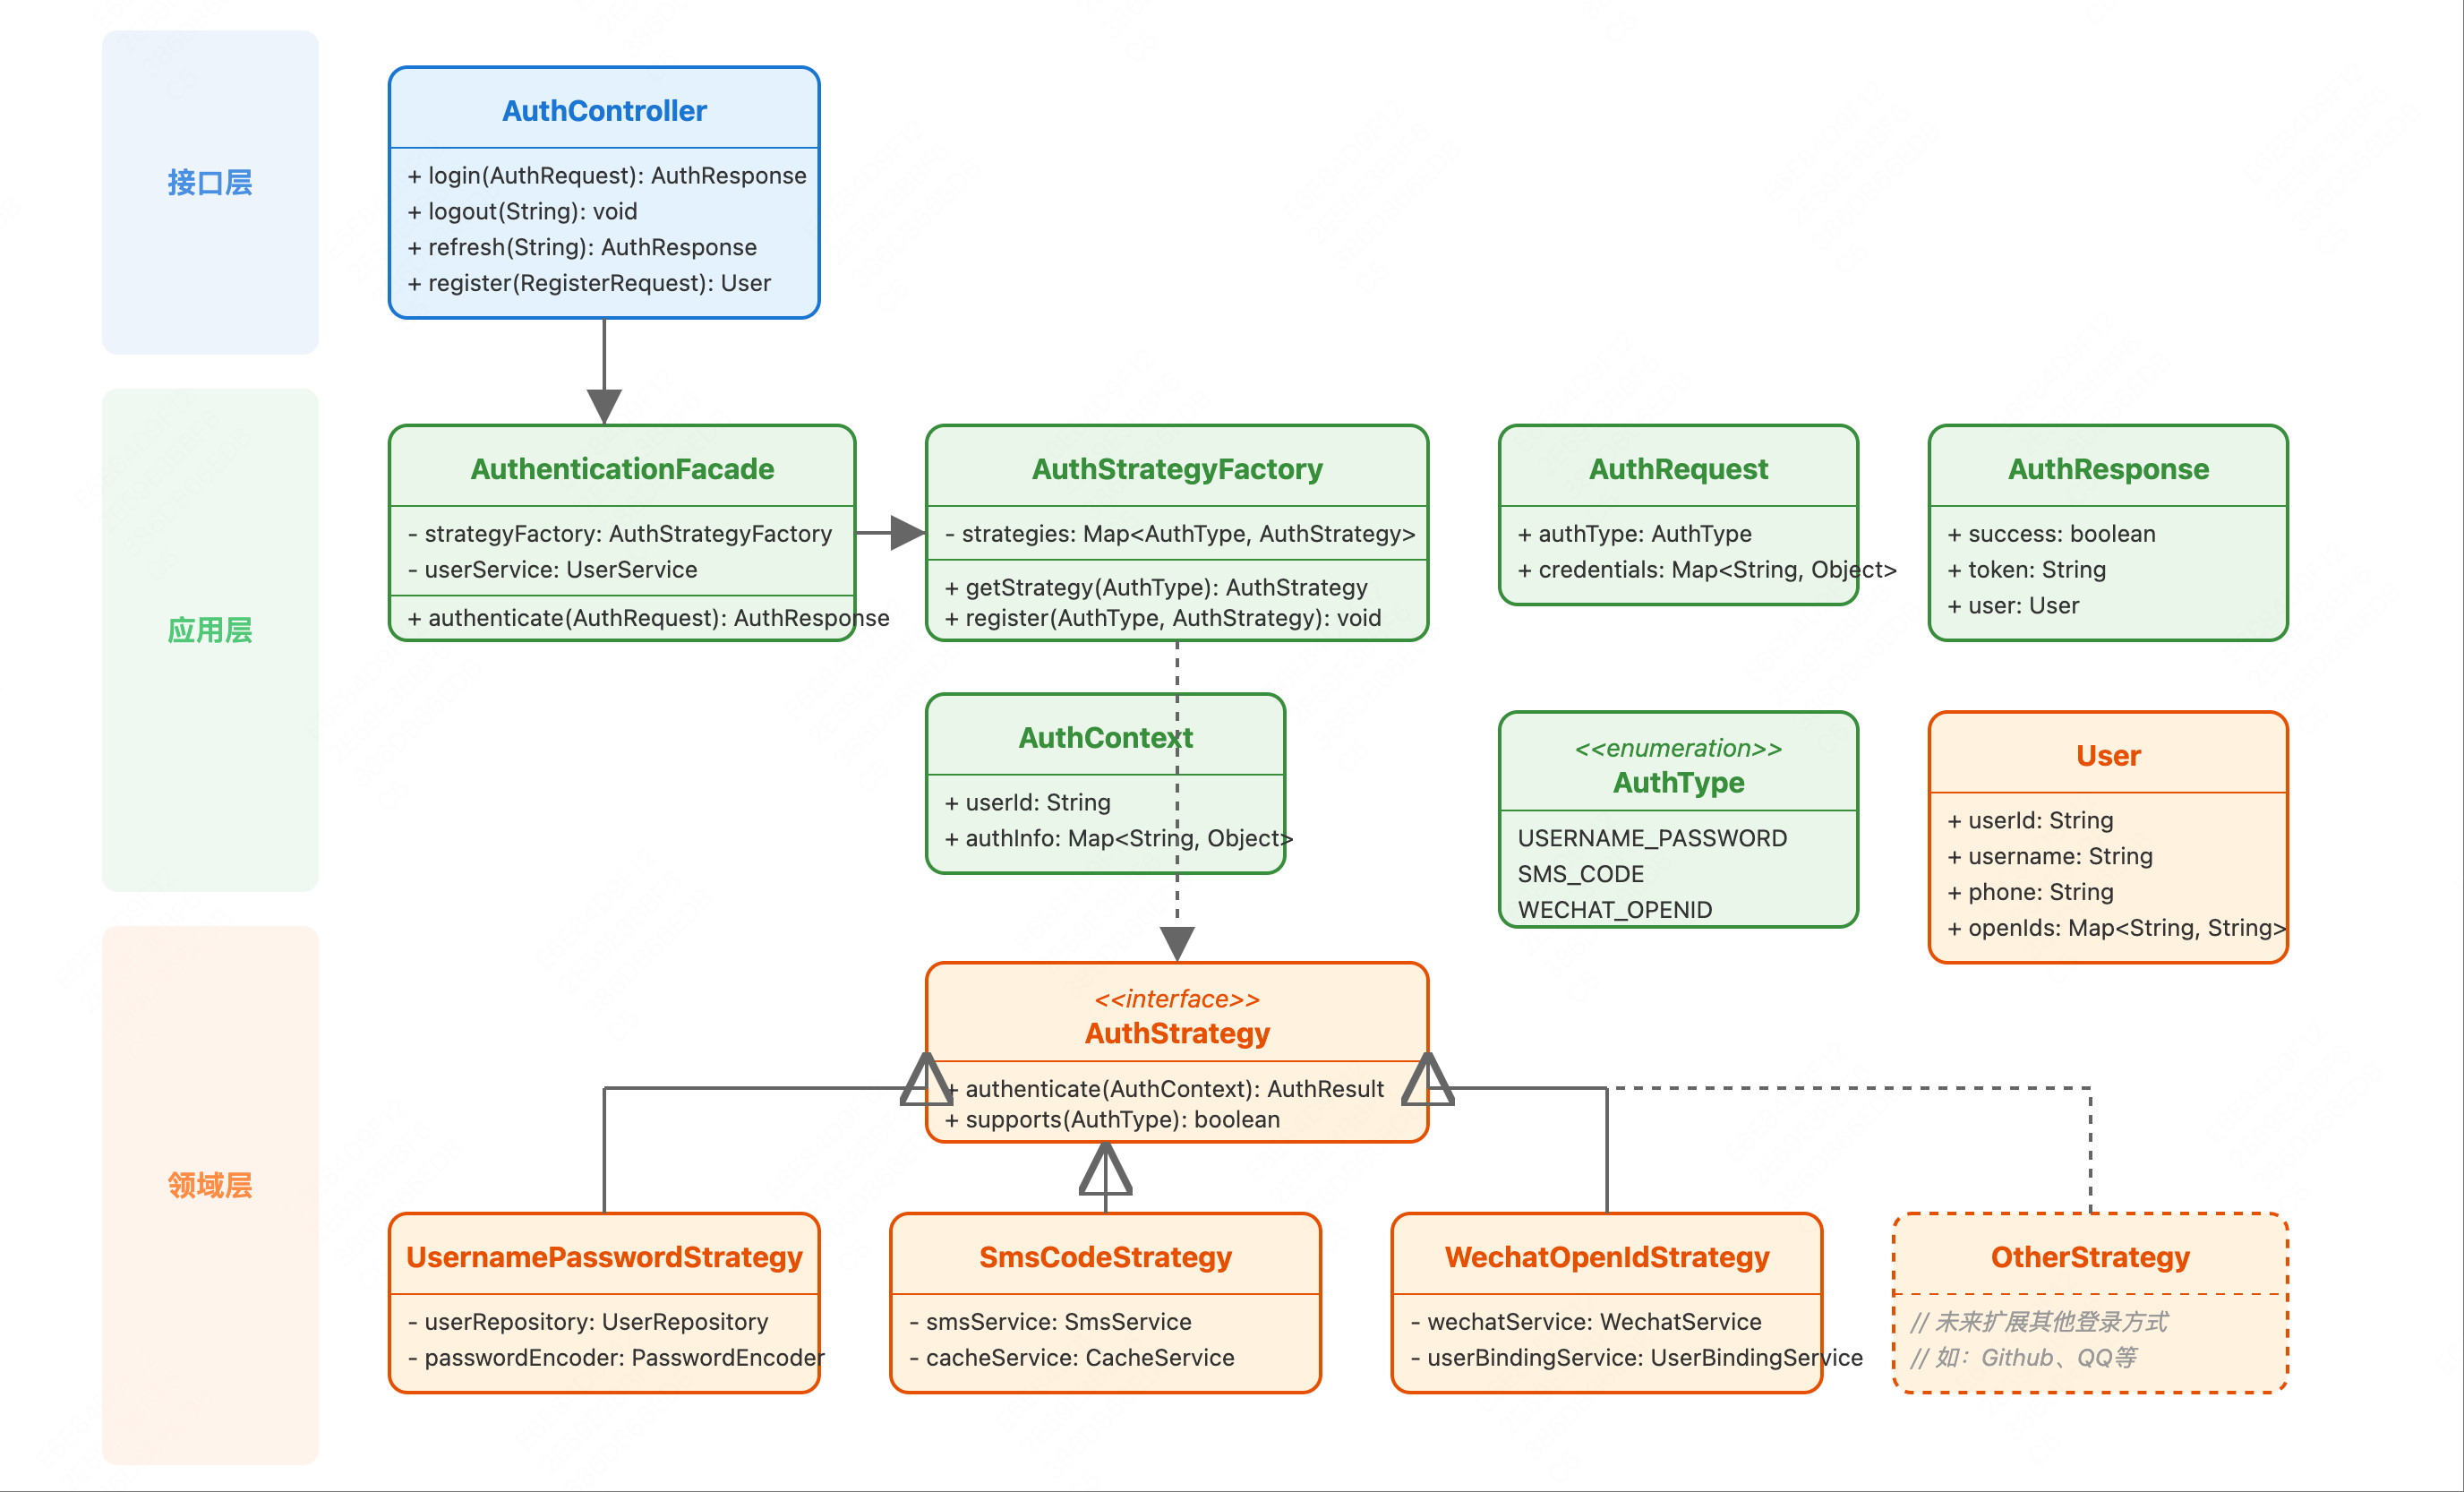 接口层
AuthController
+ login(AuthRequest): AuthResponse
+ logout(String): void
+ refresh(String): AuthResponse
+ register(RegisterRequest): User
应用层
AuthenticationFacade
- strategyFactory: AuthStrategyFactory
- userService: UserService
+ authenticate(AuthRequest): AuthResponse
AuthStrategyFactory
- strategies: Map<AuthType, AuthStrategy>
+ getStrategy(AuthType): AuthStrategy
+ register(AuthType, AuthStrategy): void
AuthRequest
+ authType: AuthType
+ credentials: Map<String, Object>
AuthResponse
+ success: boolean
+ token: String
+ user: User
AuthContext
+ userId: String
+ authInfo: Map<String, Object>
<<enumeration>>
AuthType
USERNAME_PASSWORD
SMS_CODE
WECHAT_OPENID
User
+ userId: String
+ username: String
+ phone: String
+ openIds: Map<String, String>
领域层
<<interface>>
AuthStrategy
+ authenticate(AuthContext): AuthResult
+ supports(AuthType): boolean
UsernamePasswordStrategy
- userRepository: UserRepository
- passwordEncoder: PasswordEncoder
SmsCodeStrategy
- smsService: SmsService
- cacheService: CacheService
WechatOpenIdStrategy
- wechatService: WechatService
- userBindingService: UserBindingService
OtherStrategy
// 未来扩展其他登录方式
// 如：Github、QQ等